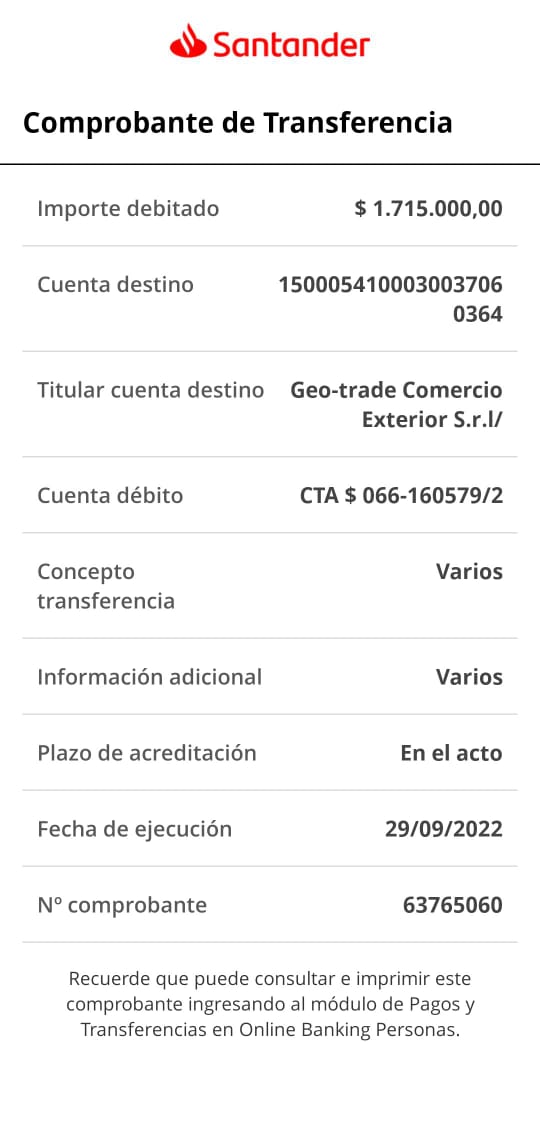 Santander
Comprobante de Transferencia
Importe debitado $ 1.715.000,00
Cuenta destino 150005410003003706
0364
Titular cuenta destino Geo-trade Comercio
Exterior S.r.l/
Cuenta débito CTA $ 066-160579/2
Concepto Varios
transferencia
Información adicional Varios
Plazo de acreditación En el acto
Fecha de ejecución 29/09/2022
Nº comprobante 63765060
Recuerde que puede consultar e imprimir este
comprobante ingresando al módulo de Pagos y
Transferencias en Online Banking Personas.